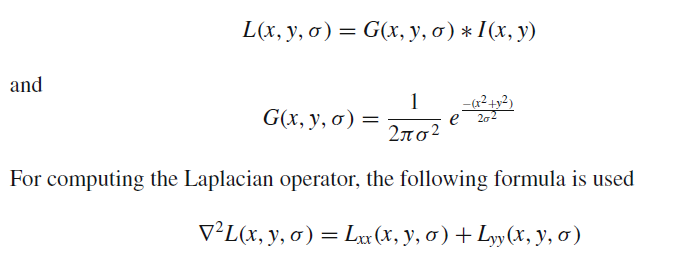 L(x, y, σ) = G(x, y, σ) ∗ I(x, y)
and
G(x, y, σ) = 1/(2πσ²) e^(−(x²+y²)/(2σ²))
For computing the Laplacian operator, the following formula is used
∇²L(x, y, σ) = Lxx(x, y, σ) + Lyy(x, y, σ)